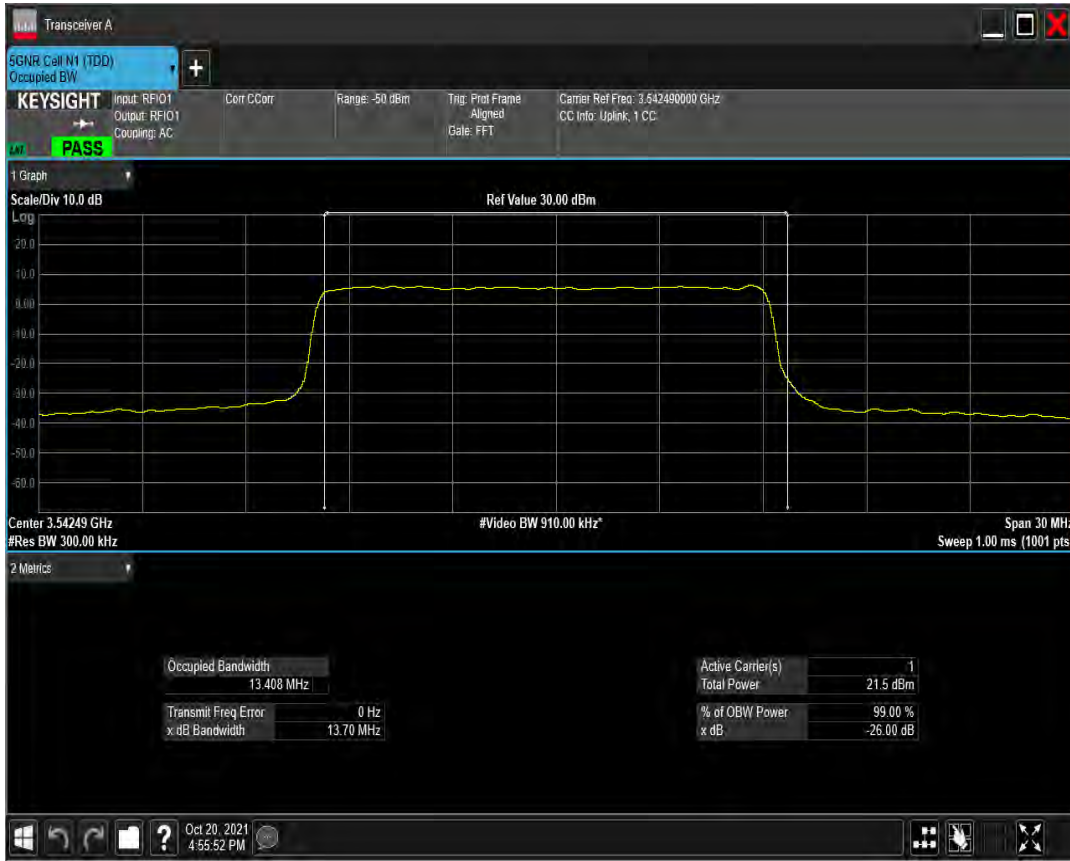 Transceiver A
5GNR Cell N1 (TDD)
Occupied BW
+
KEYSIGHT
Input: RFIO1
Output: RFIO1
Coupling: AC
Corr CCorr
Range: -50 dBm
Trig: Prot Frame
Aligned
Gate: FFT
Carrier Ref Freq: 3.542490000 GHz
CC Info: Uplink, 1 CC
PASS
1 Graph
Scale/Div 10.0 dB
Ref Value 30.00 dBm
Log
20.0
10.0
0.00
-10.0
-20.0
-30.0
-40.0
-50.0
-60.0
Center 3.54249 GHz
#Video BW 910.00 kHz*
Span 30 MHz
#Res BW 300.00 kHz
Sweep 1.00 ms (1001 pts
2 Metrics
Occupied Bandwidth
13.408 MHz
Transmit Freq Error 0 Hz
x dB Bandwidth 13.70 MHz
Active Carrier(s) 1
Total Power 21.5 dBm
% of OBW Power 99.00 %
x dB -26.00 dB
?
Oct 20, 2021
4:55:52 PM